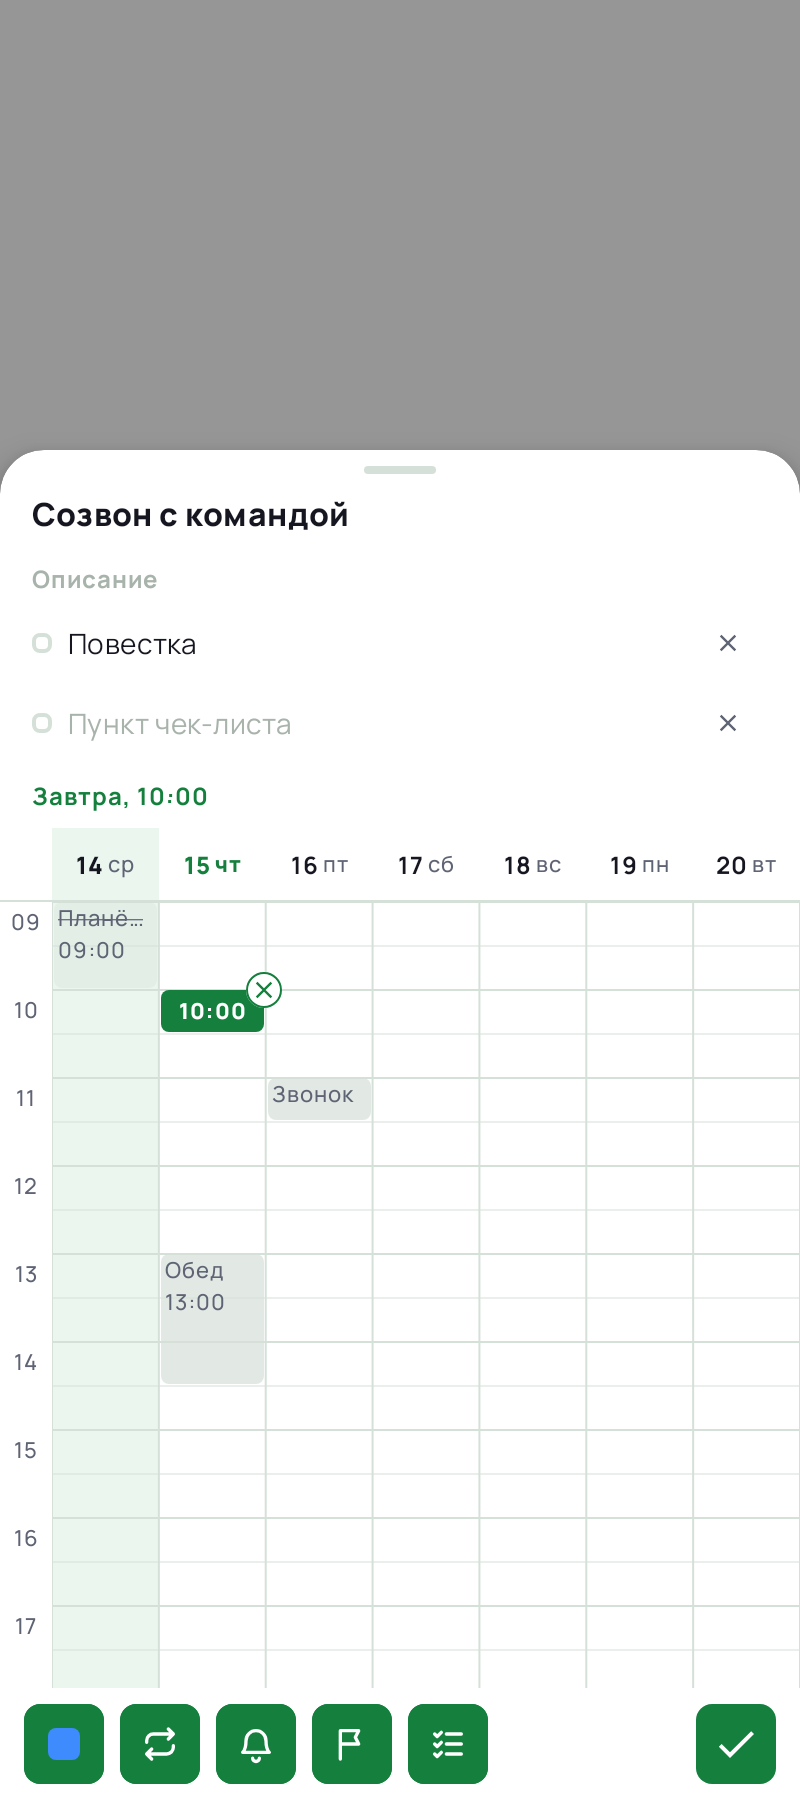 Созвон с командой
Описание
Повестка
Пункт чек-листа
Завтра, 10:00
14 ср 15 чт 16 пт 17 сб 18 вс 19 пн 20 вт
09
Планё…
09:00
10
10:00
11
Звонок
12
13
Обед
13:00
14
15
16
17